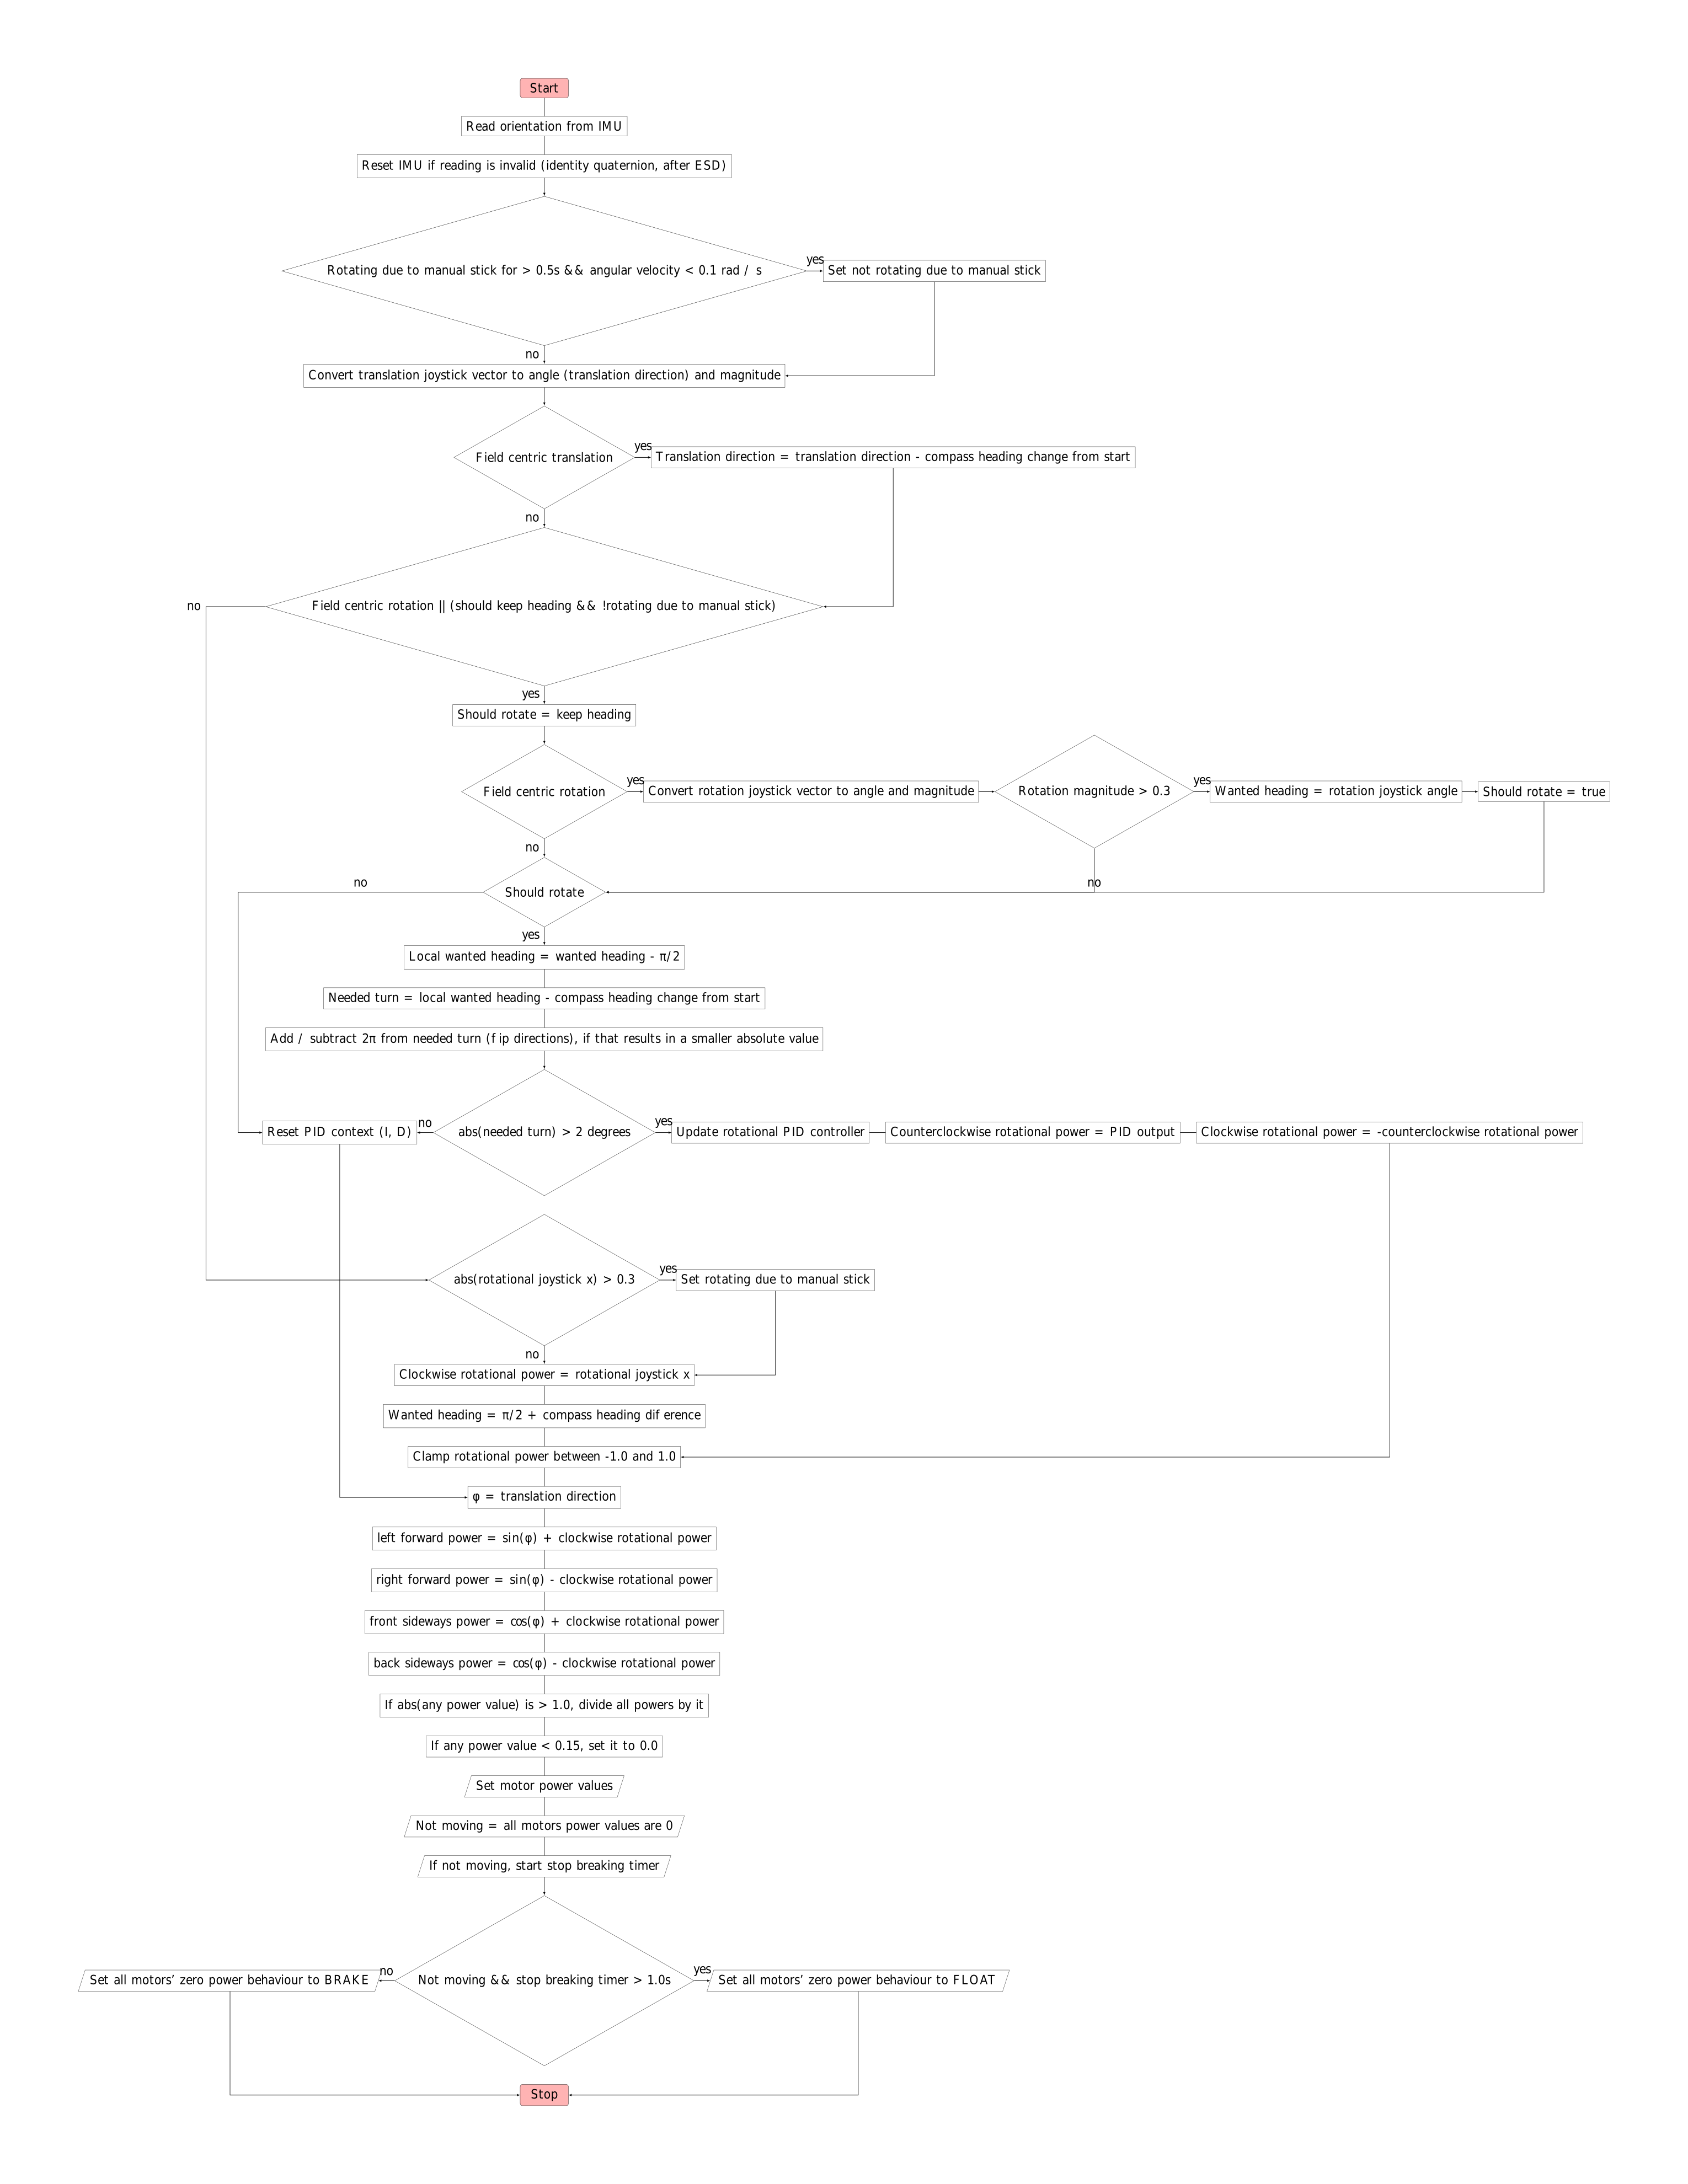 Start
Read orientation from IMU
Reset IMU if reading is invalid (identity quaternion, after ESD)
Rotating due to manual stick for > 0.5s && angular velocity < 0.1 rad / s
yes
Set not rotating due to manual stick
no
Convert translation joystick vector to angle (translation direction) and magnitude
Field centric translation
yes
Translation direction = translation direction - compass heading change from start
no
Field centric rotation || (should keep heading && !rotating due to manual stick)
no
yes
Should rotate = keep heading
Field centric rotation
yes
Convert rotation joystick vector to angle and magnitude
Rotation magnitude > 0.3
yes
Wanted heading = rotation joystick angle
Should rotate = true
no
no
Should rotate
no
yes
Local wanted heading = wanted heading - π/2
Needed turn = local wanted heading - compass heading change from start
Add / subtract 2π from needed turn (f ip directions), if that results in a smaller absolute value
Reset PID context (I, D)
no
abs(needed turn) > 2 degrees
yes
Update rotational PID controller
Counterclockwise rotational power = PID output
Clockwise rotational power = -counterclockwise rotational power
abs(rotational joystick x) > 0.3
yes
Set rotating due to manual stick
no
Clockwise rotational power = rotational joystick x
Wanted heading = π/2 + compass heading dif erence
Clamp rotational power between -1.0 and 1.0
φ = translation direction
left forward power = sin(φ) + clockwise rotational power
right forward power = sin(φ) - clockwise rotational power
front sideways power = cos(φ) + clockwise rotational power
back sideways power = cos(φ) - clockwise rotational power
If abs(any power value) is > 1.0, divide all powers by it
If any power value < 0.15, set it to 0.0
Set motor power values
Not moving = all motors power values are 0
If not moving, start stop breaking timer
Set all motors' zero power behaviour to BRAKE
no
Not moving && stop breaking timer > 1.0s
yes
Set all motors' zero power behaviour to FLOAT
Stop